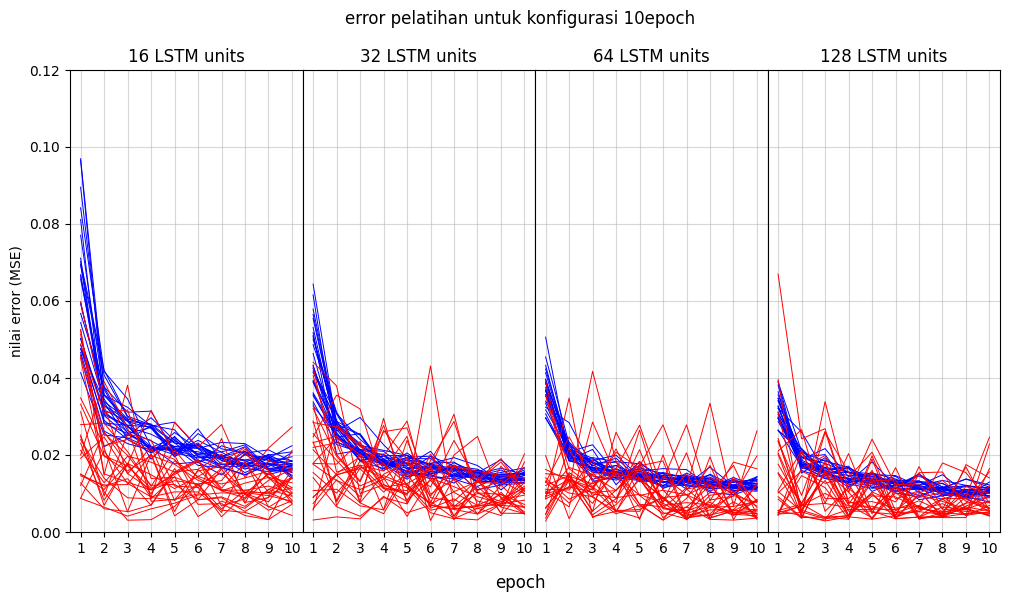 error pelatihan untuk konfigurasi 10epoch
16 LSTM units
32 LSTM units
64 LSTM units
128 LSTM units
nilai error (MSE)
0.12
0.10
0.08
0.06
0.04
0.02
0.00
1 2 3 4 5 6 7 8 9 10
1 2 3 4 5 6 7 8 9 10
1 2 3 4 5 6 7 8 9 10
1 2 3 4 5 6 7 8 9 10
epoch